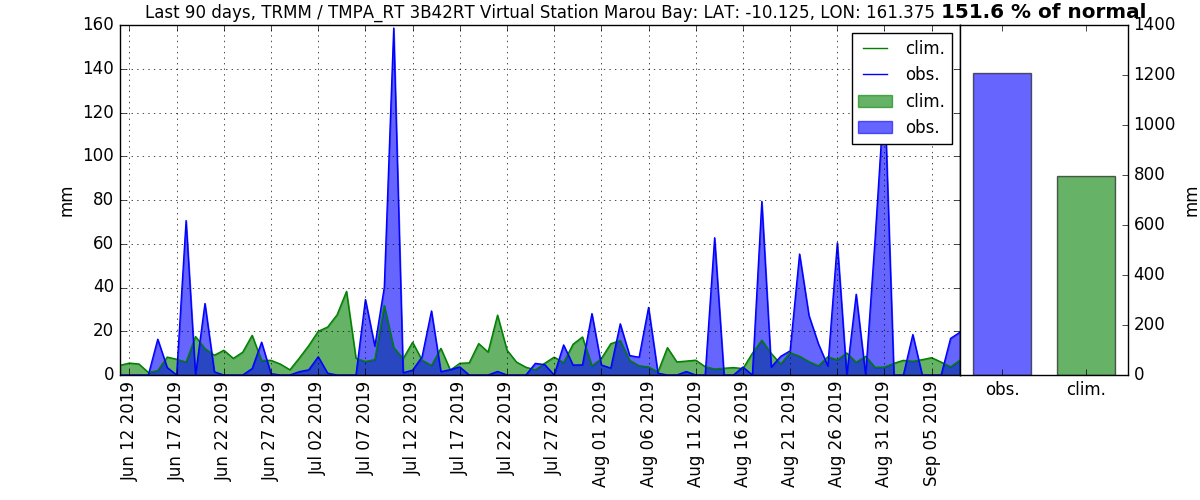 Last 90 days, TRMM / TMPA_RT 3B42RT Virtual Station Marou Bay: LAT: -10.125, LON: 161.375 151.6 % of normal
160
140
120
100
80
60
40
20
0
mm
clim.
obs.
clim.
obs.
1400
1200
1000
800
600
400
200
0
mm
Jun 12 2019
Jun 17 2019
Jun 22 2019
Jun 27 2019
Jul 02 2019
Jul 07 2019
Jul 12 2019
Jul 17 2019
Jul 22 2019
Jul 27 2019
Aug 01 2019
Aug 06 2019
Aug 11 2019
Aug 16 2019
Aug 21 2019
Aug 26 2019
Aug 31 2019
Sep 05 2019
obs.
clim.